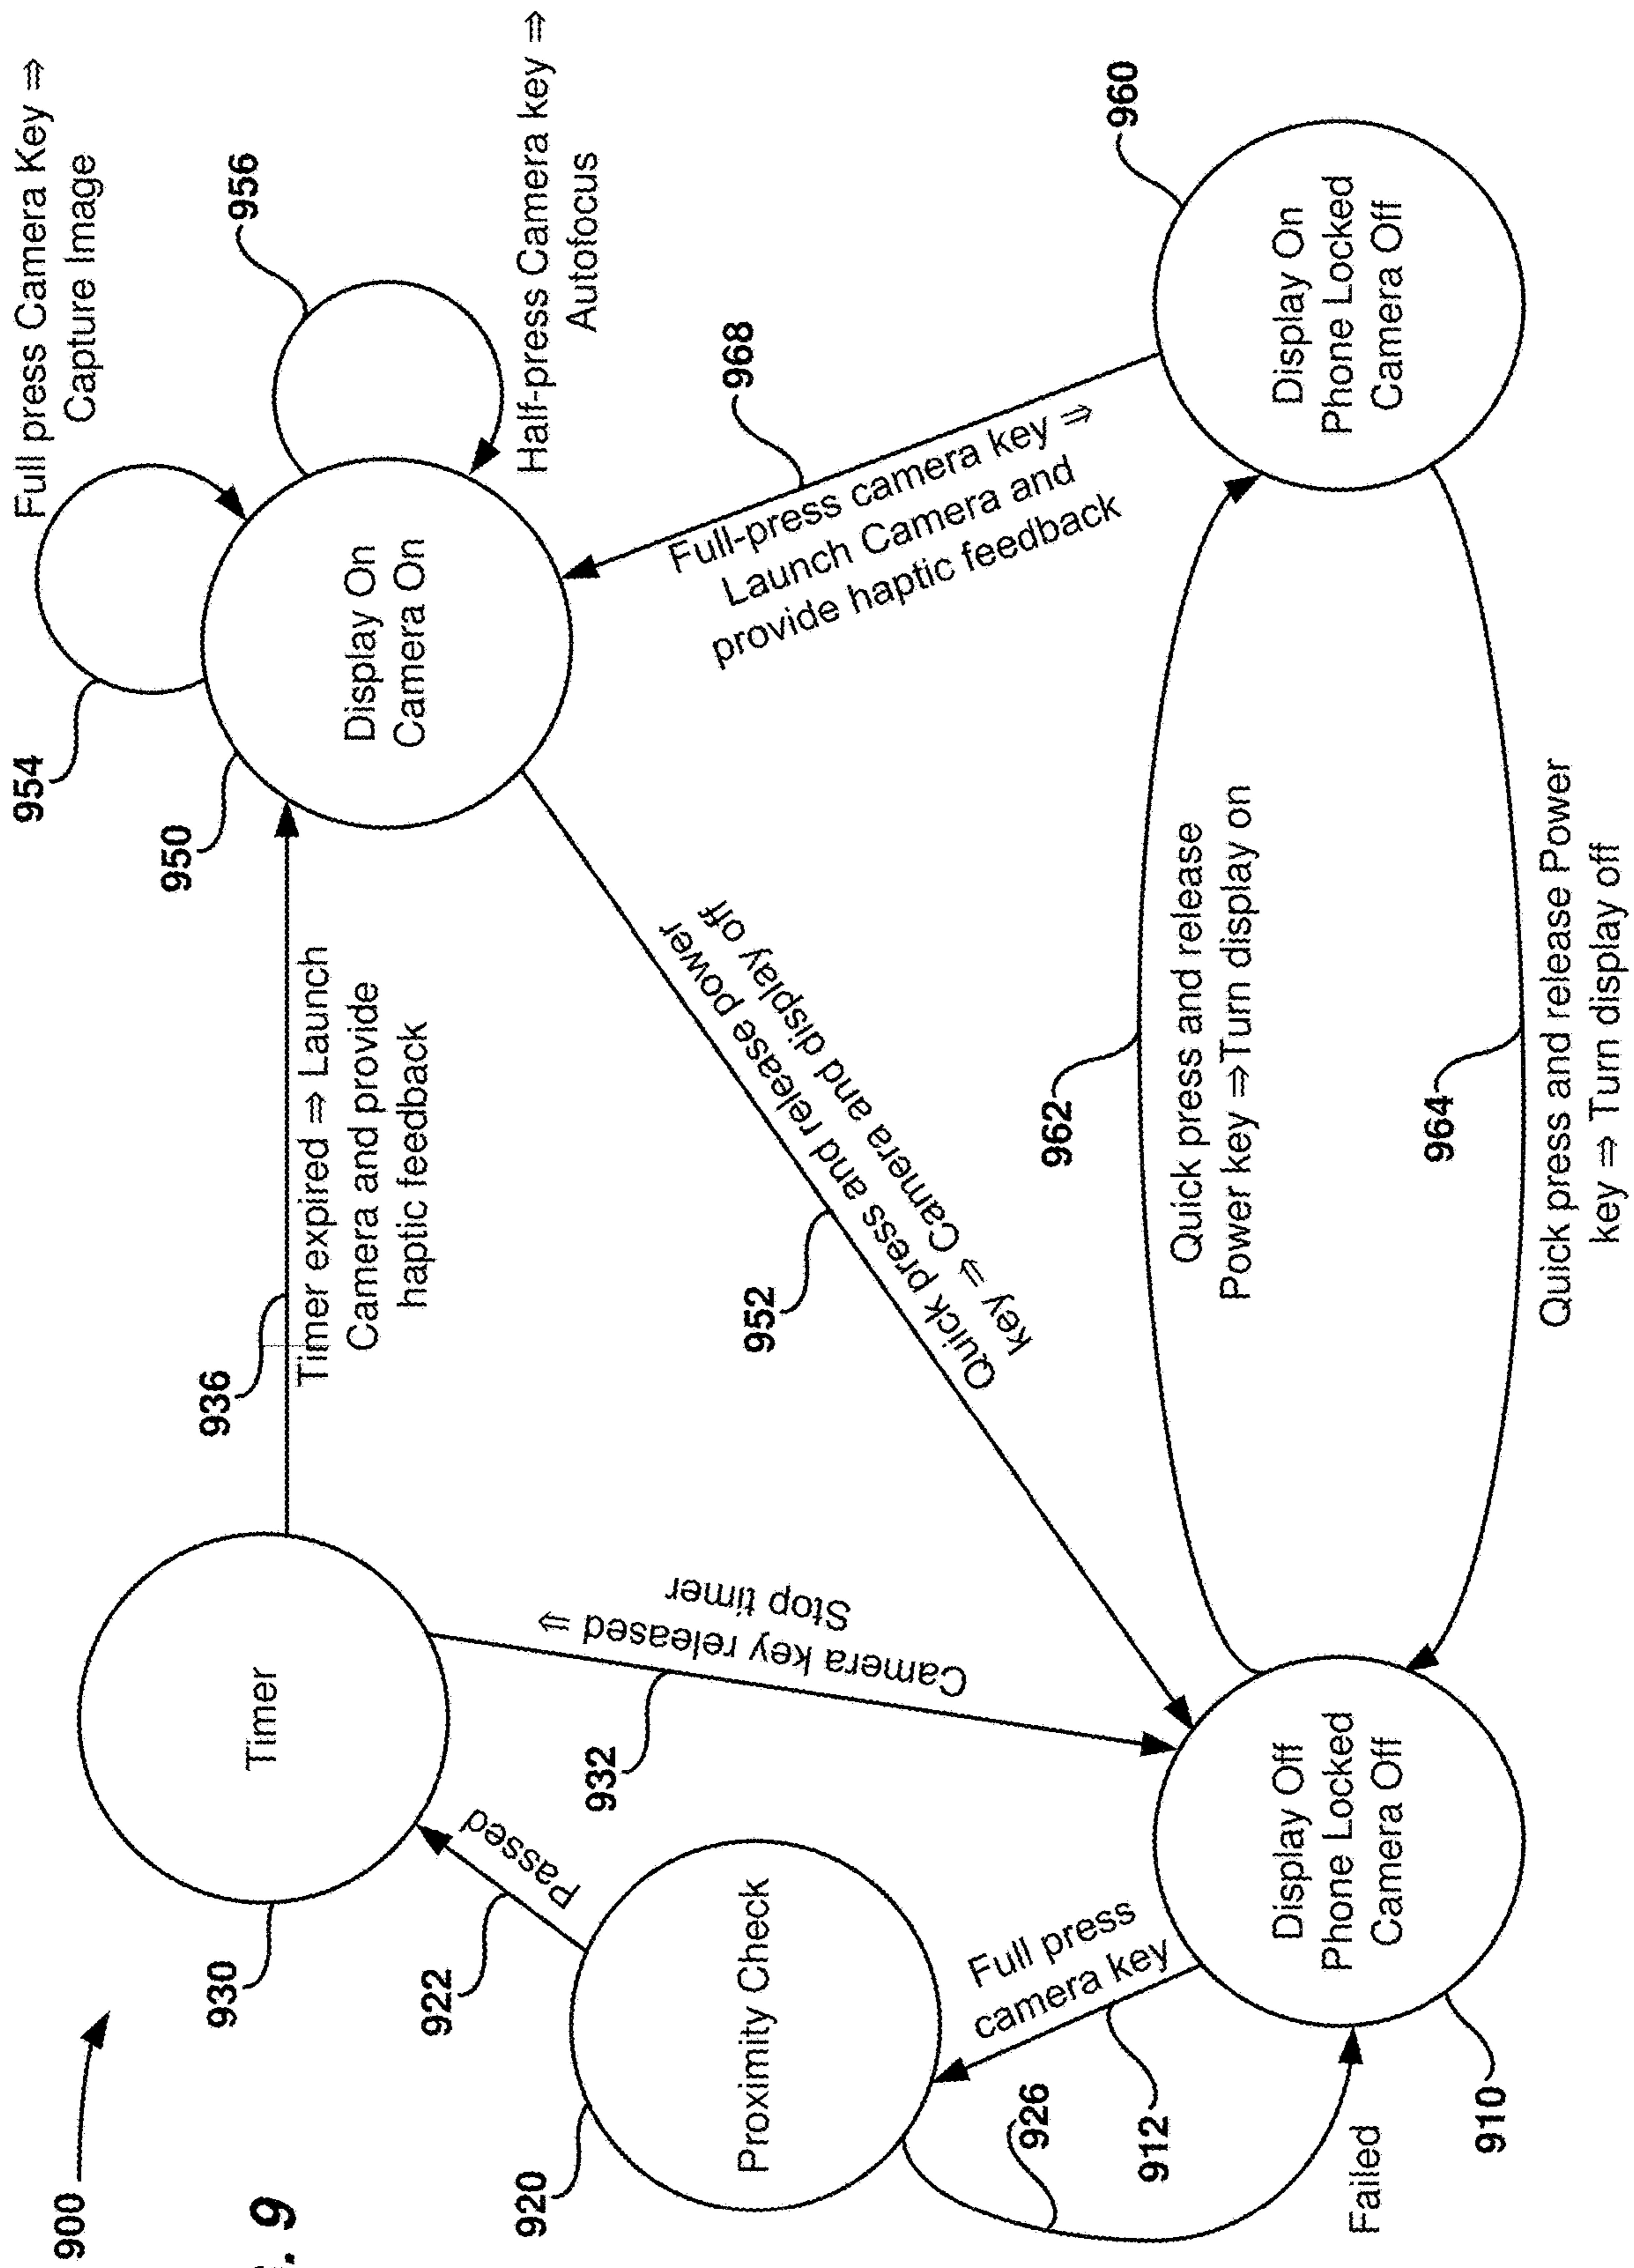 900
FIG. 9
930
Timer
936
Timer expired ⇒ Launch
Camera and provide
haptic feedback
954
Full press Camera Key ⇒
Capture Image
956
Half-press Camera key ⇒
Autofocus
950
Display On
Camera On
920
Proximity Check
922
Passed
932
Camera key released ⇒
Stop timer
952
Quick press and release power
key ⇒ Camera and display off
968
Full-press camera key ⇒
Launch Camera and
provide haptic feedback
926
Failed
912
Full press
camera key
910
Display Off
Phone Locked
Camera Off
962
Quick press and release
Power key ⇒Turn display on
964
Quick press and release Power
key ⇒ Turn display off
960
Display On
Phone Locked
Camera Off